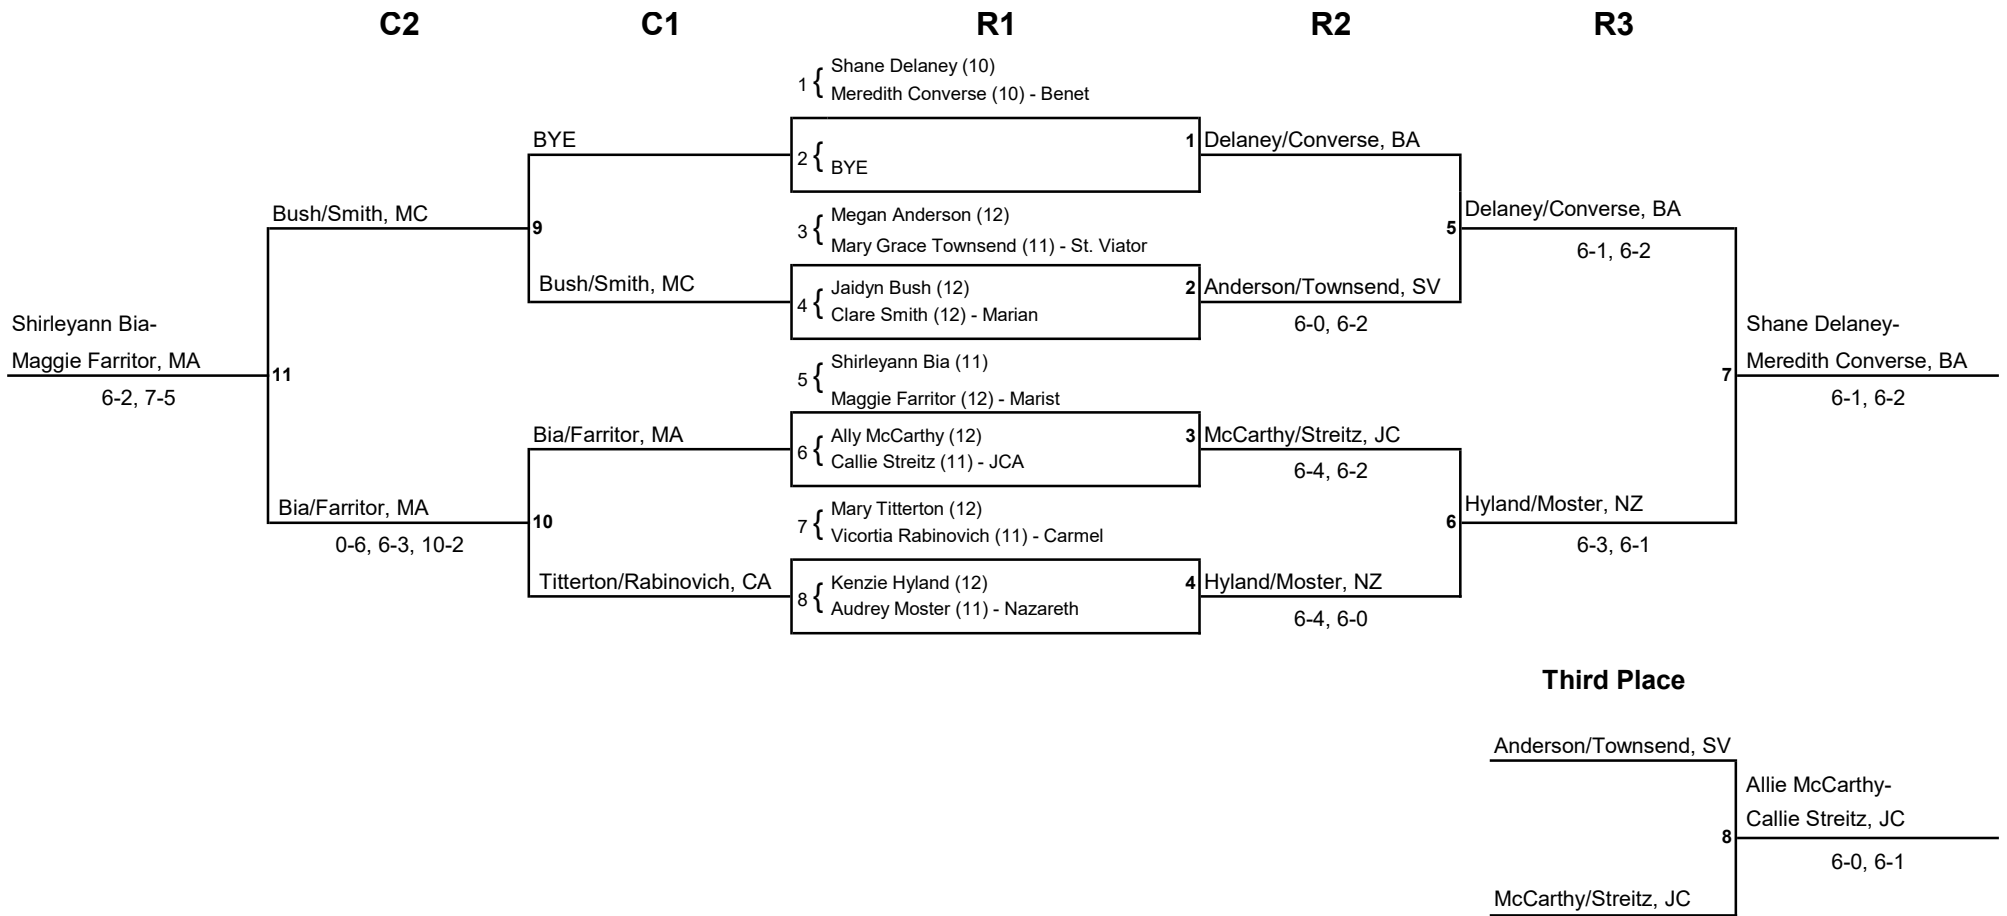 C2 C1 R1 R2 R3
1 { Shane Delaney (10)
Meredith Converse (10) - Benet
BYE
2 { BYE
1 Delaney/Converse, BA
Bush/Smith, MC
9
3 { Megan Anderson (12)
Mary Grace Townsend (11) - St. Viator
5 Delaney/Converse, BA
6-1, 6-2
Bush/Smith, MC
4 { Jaidyn Bush (12)
Clare Smith (12) - Marian
2 Anderson/Townsend, SV
6-0, 6-2
Shirleyann Bia-
Maggie Farritor, MA
6-2, 7-5
11
5 { Shirleyann Bia (11)
Maggie Farritor (12) - Marist
7 Shane Delaney-
Meredith Converse, BA
6-1, 6-2
Bia/Farritor, MA
6 { Ally McCarthy (12)
Callie Streitz (11) - JCA
3 McCarthy/Streitz, JC
6-4, 6-2
Bia/Farritor, MA
0-6, 6-3, 10-2
10
7 { Mary Titterton (12)
Vicortia Rabinovich (11) - Carmel
6 Hyland/Moster, NZ
6-3, 6-1
Titterton/Rabinovich, CA
8 { Kenzie Hyland (12)
Audrey Moster (11) - Nazareth
4 Hyland/Moster, NZ
6-4, 6-0
Third Place
Anderson/Townsend, SV
Allie McCarthy-
Callie Streitz, JC
8
6-0, 6-1
McCarthy/Streitz, JC